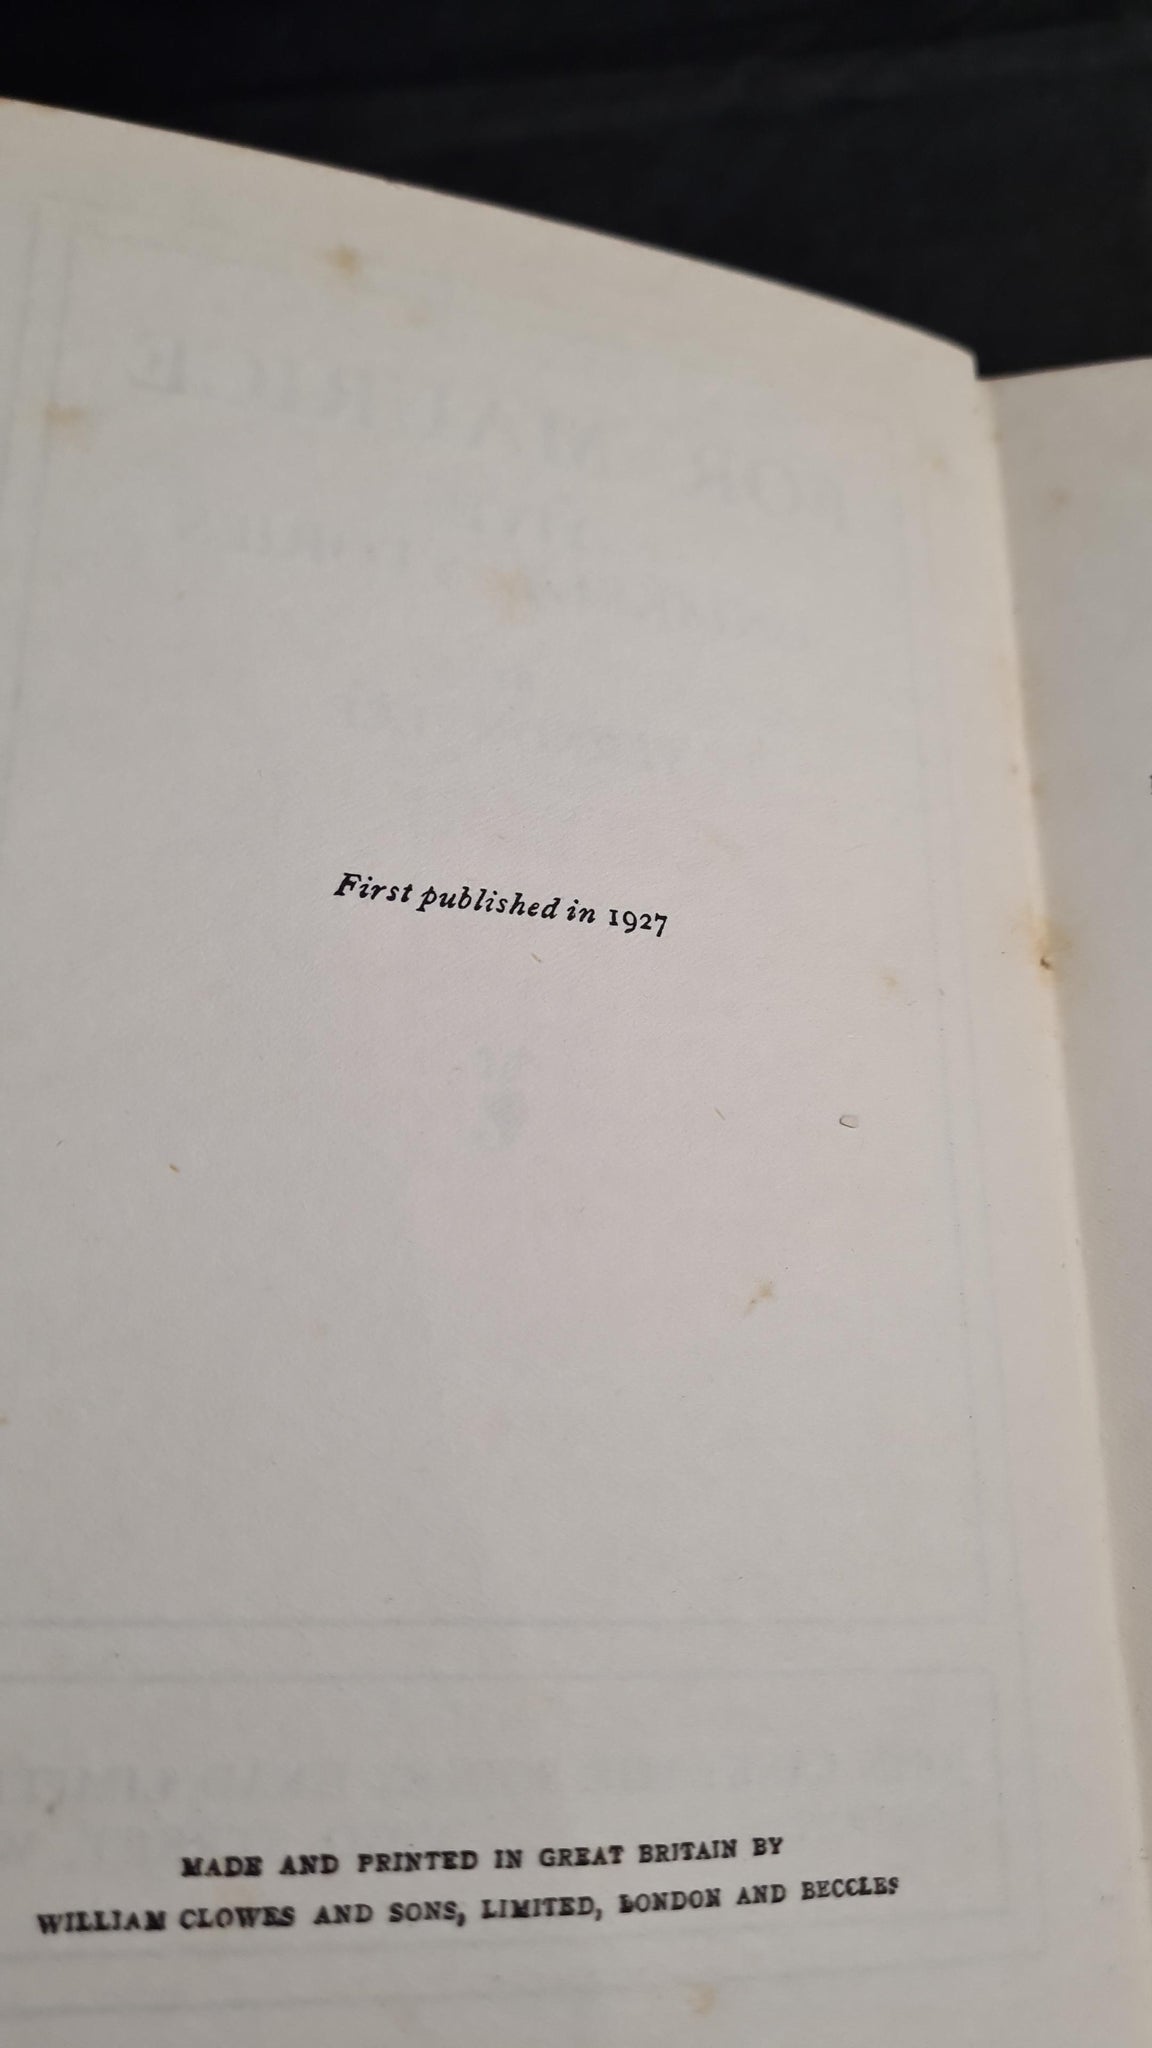 First published in 1927
MADE AND PRINTED IN GREAT BRITAIN BY
WILLIAM CLOWES AND SONS, LIMITED, LONDON AND BECCLES